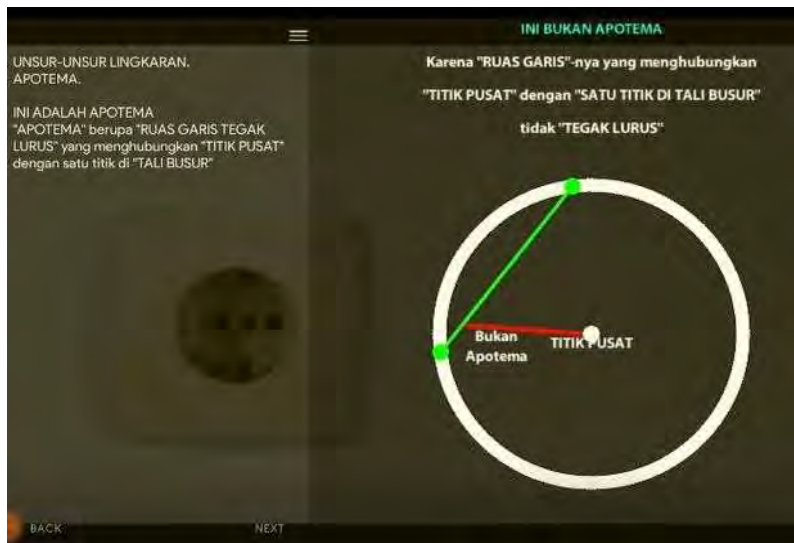 UNSUR-UNSUR LINGKARAN.
APOTEMA.
INI ADALAH APOTEMA
"APOTEMA" berupa "RUAS GARIS TEGAK
LURUS" yang menghubungkan "TITIK PUSAT"
dengan satu titik di "TALI BUSUR"
BACK
NEXT
INI BUKAN APOTEMA
Karena "RUAS GARIS"-nya yang menghubungkan
"TITIK PUSAT" dengan "SATU TITIK DI TALI BUSUR"
tidak "TEGAK LURUS"
Bukan
Apotema
TITIK PUSAT